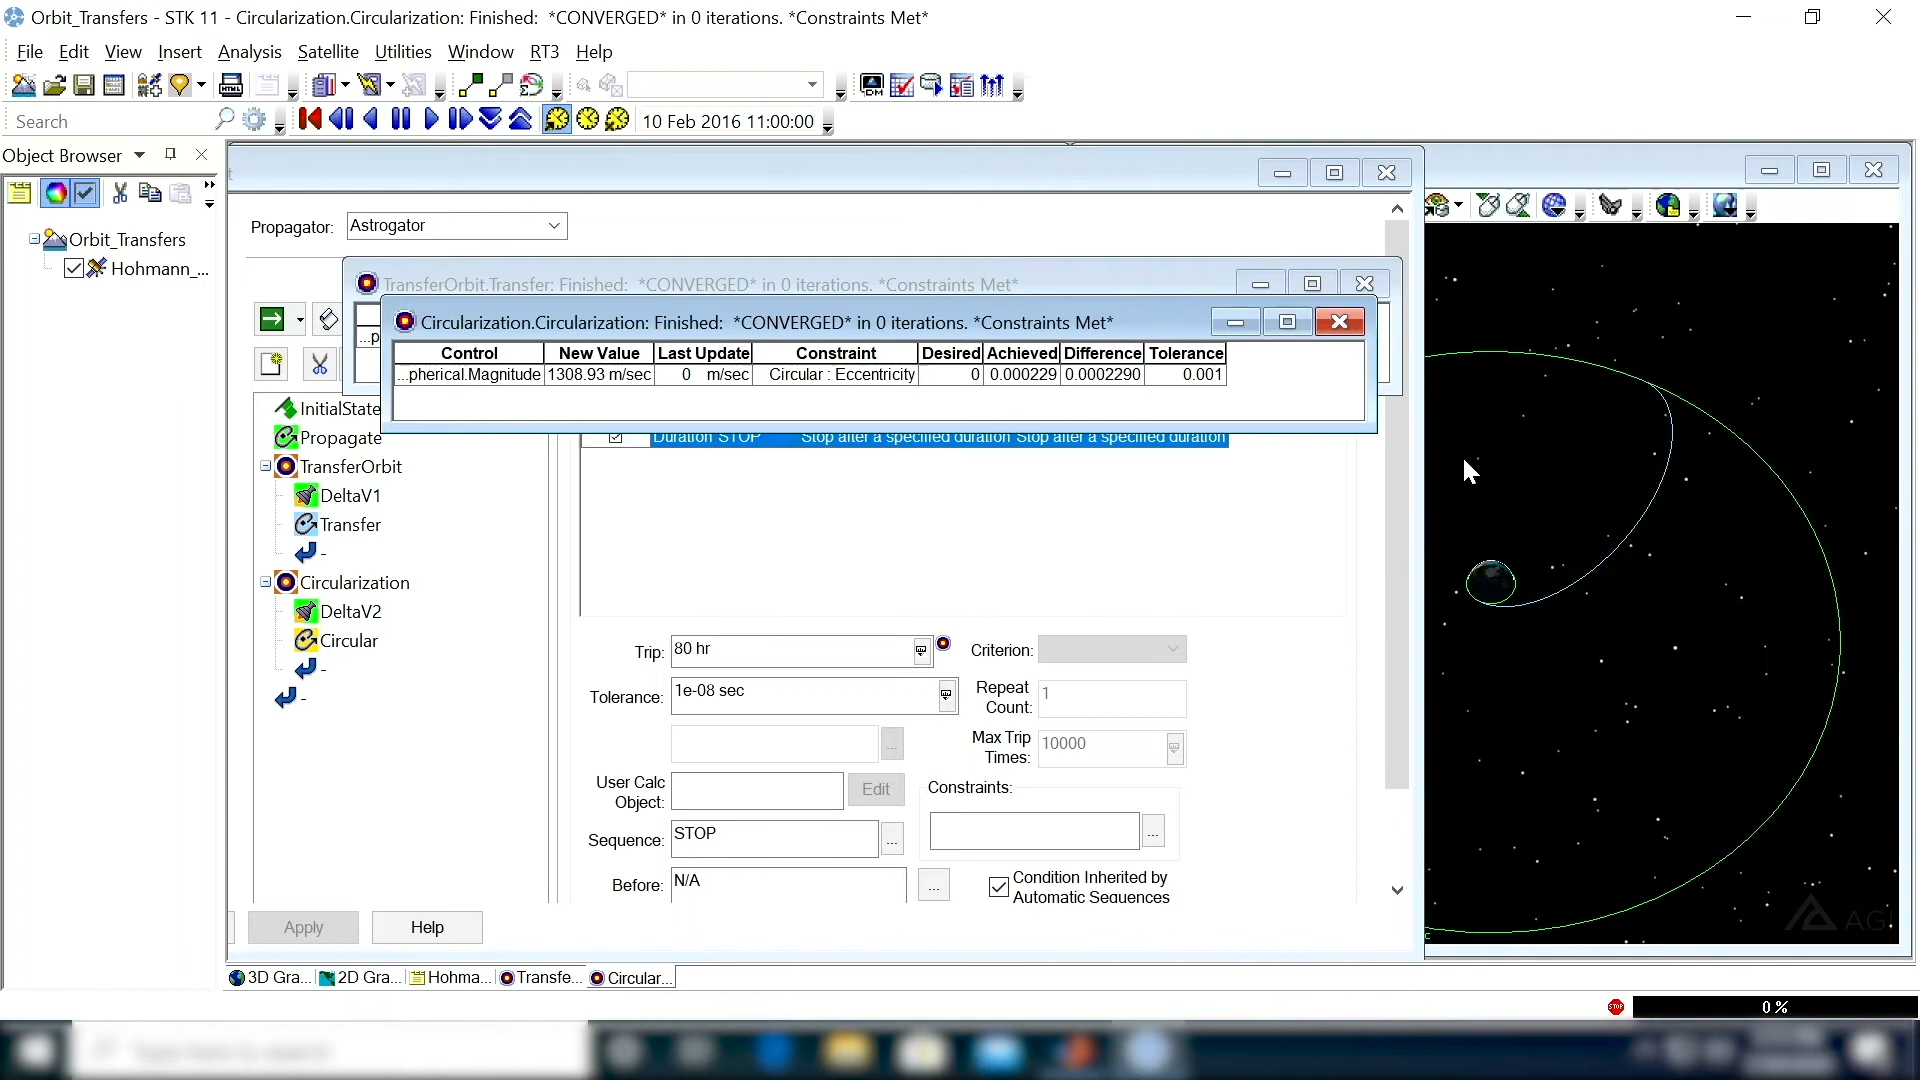 Orbit_Transfers - STK 11 - Circularization.Circularization: Finished: *CONVERGED* in 0 iterations. *Constraints Met*
File Edit View Insert Analysis Satellite Utilities Window RT3 Help
Search
10 Feb 2016 11:00:00
Object Browser
Orbit_Transfers
Hohmann_...
Propagator: Astrogator
TransferOrbit.Transfer: Finished: *CONVERGED* in 0 iterations. *Constraints Met*
Circularization.Circularization: Finished: *CONVERGED* in 0 iterations. *Constraints Met*
Control New Value Last Update Constraint Desired Achieved Difference Tolerance
...pherical.Magnitude 1308.93 m/sec 0 m/sec Circular : Eccentricity 0 0.000229 0.0002290 0.001
...p
InitialState
Propagate
TransferOrbit
DeltaV1
Transfer
-
Circularization
DeltaV2
Circular
-
-
Duration STOP Stop after a specified duration Stop after a specified duration
Trip: 80 hr
Criterion:
Tolerance: 1e-08 sec
Repeat Count: 1
...
Max Trip Times: 10000
User Calc Object: Edit
Constraints:
...
Sequence: STOP ...
Before: N/A ...
Condition Inherited by
Automatic Sequences
Apply Help
AGI
3D Gra... 2D Gra... Hohma... Transfe... Circular...
STOP
0 %
Type here to search